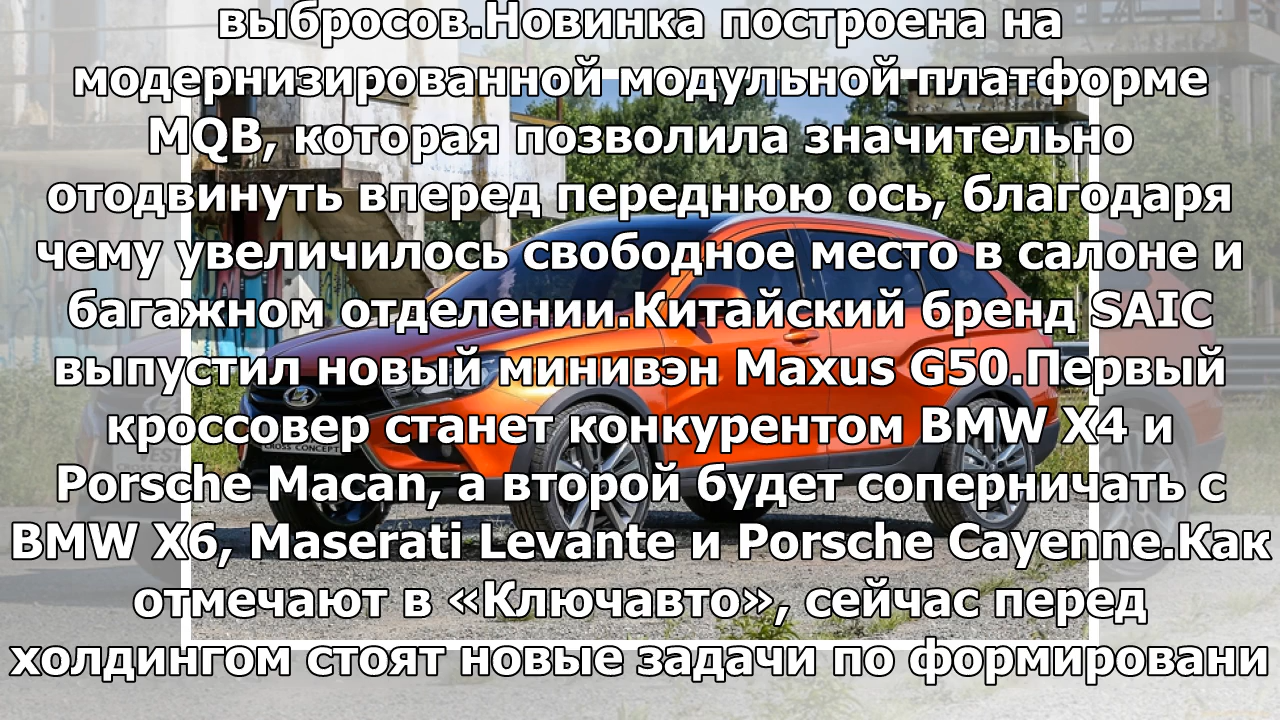 выбросов.Новинка построена на
модернизированной модульной платформе
MQB, которая позволила значительно
отодвинуть вперед переднюю ось, благодаря
чему увеличилось свободное место в салоне и
багажном отделении.Китайский бренд SAIC
выпустил новый минивэн Maxus G50.Первый
кроссовер станет конкурентом BMW X4 и
CROSS CONCEPT
Porsche Macan, а второй будет соперничать с
BMW X6, Maserati Levante и Porsche Cayenne.Как
отмечают в «Ключавто», сейчас перед
холдингом стоят новые задачи по формировани